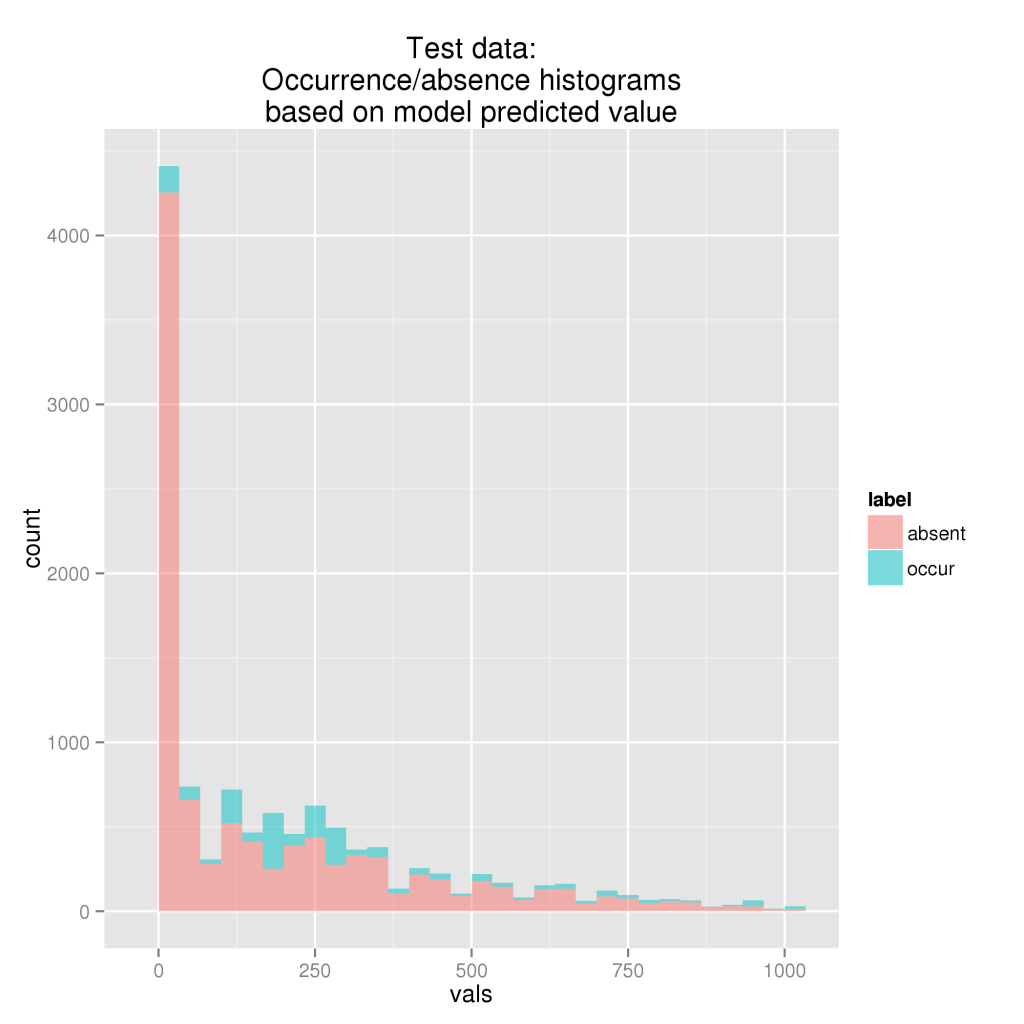 Test data:
Occurrence/absence histograms
based on model predicted value
4000
3000
2000
1000
0
count
0 250 500 750 1000
vals
label
absent
occur